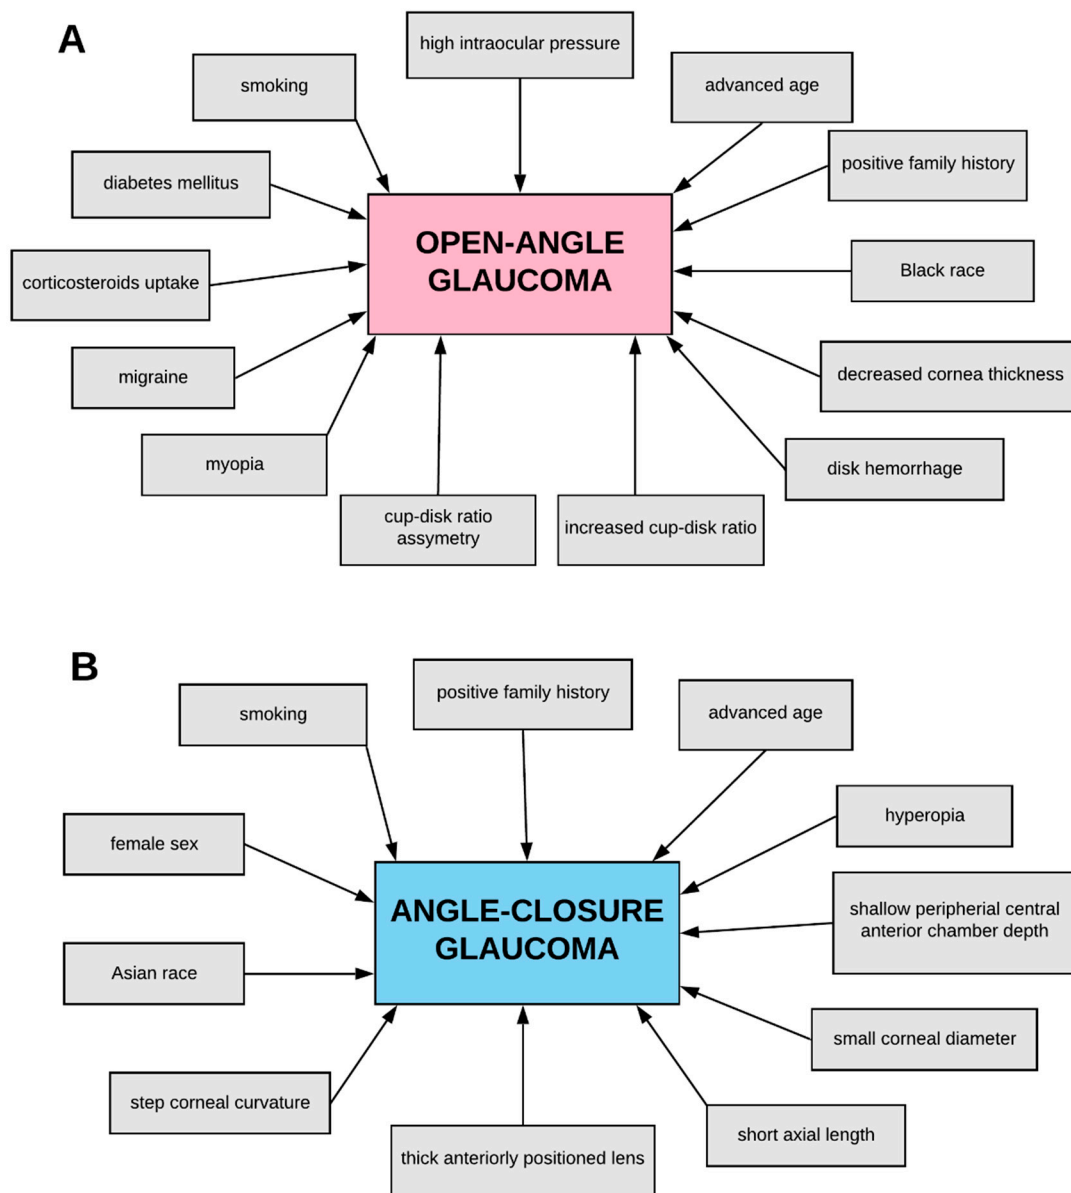 A
high intraocular pressure
smoking
advanced age
diabetes mellitus
positive family history
corticosteroids uptake
OPEN-ANGLE
GLAUCOMA
Black race
migraine
decreased cornea thickness
myopia
disk hemorrhage
cup-disk ratio
assymetry
increased cup-disk ratio
B
positive family history
smoking
advanced age
female sex
hyperopia
ANGLE-CLOSURE
GLAUCOMA
shallow peripherial central
anterior chamber depth
Asian race
small corneal diameter
step corneal curvature
short axial length
thick anteriorly positioned lens